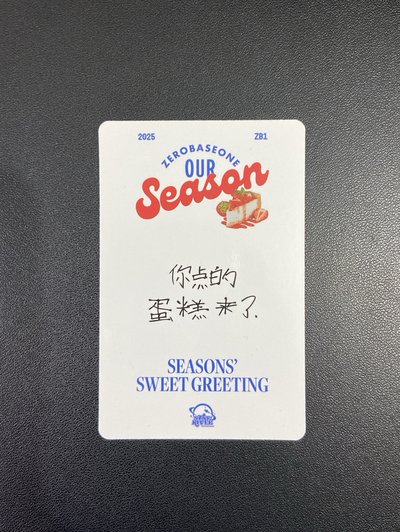 2025 ZB1
ZEROBASEONE
OUR
Season
你点的
蛋糕来了.
SEASONS'
SWEET GREETING